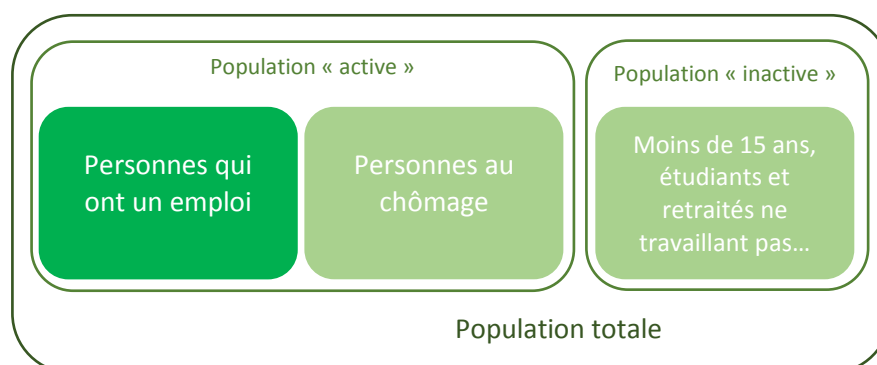 Population « active »
Population « inactive »
Personnes qui
ont un emploi
Personnes au
chômage
Moins de 15 ans,
étudiants et
retraités ne
travaillant pas...
Population totale